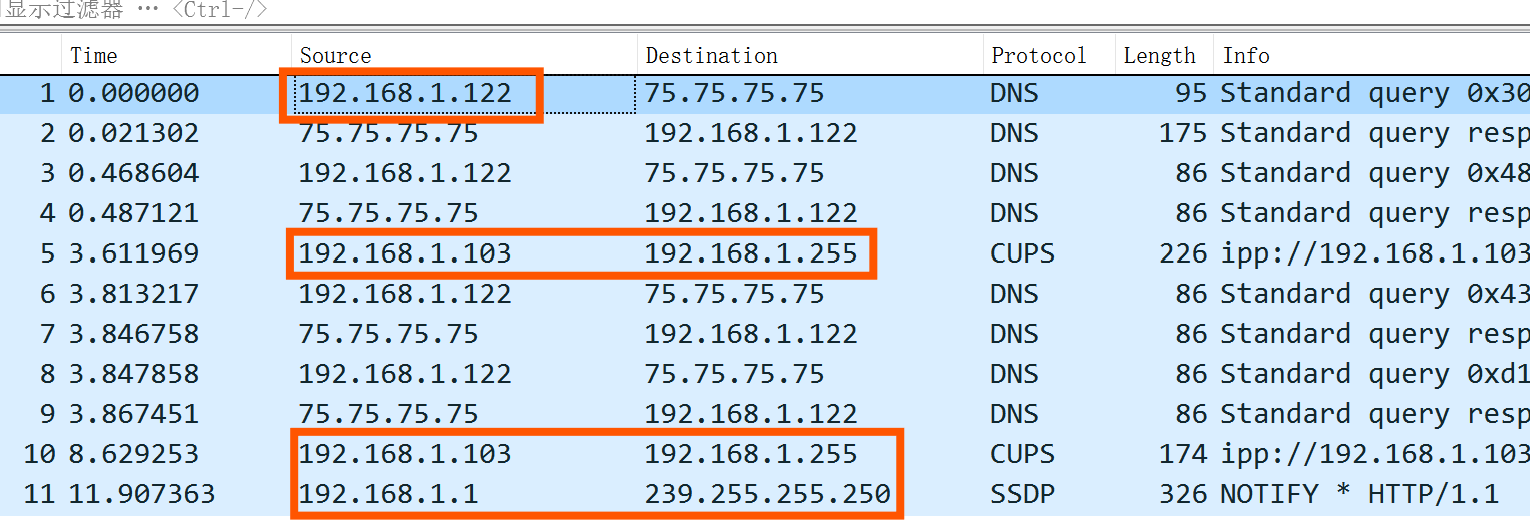 显示过滤器 … <Ctrl-/>
Time Source Destination Protocol Length Info
1 0.000000 192.168.1.122 75.75.75.75 DNS 95 Standard query 0x30
2 0.021302 75.75.75.75 192.168.1.122 DNS 175 Standard query resp
3 0.468604 192.168.1.122 75.75.75.75 DNS 86 Standard query 0x48
4 0.487121 75.75.75.75 192.168.1.122 DNS 86 Standard query resp
5 3.611969 192.168.1.103 192.168.1.255 CUPS 226 ipp://192.168.1.103
6 3.813217 192.168.1.122 75.75.75.75 DNS 86 Standard query 0x43
7 3.846758 75.75.75.75 192.168.1.122 DNS 86 Standard query resp
8 3.847858 192.168.1.122 75.75.75.75 DNS 86 Standard query 0xd1
9 3.867451 75.75.75.75 192.168.1.122 DNS 86 Standard query resp
10 8.629253 192.168.1.103 192.168.1.255 CUPS 174 ipp://192.168.1.103
11 11.907363 192.168.1.1 239.255.255.250 SSDP 326 NOTIFY * HTTP/1.1